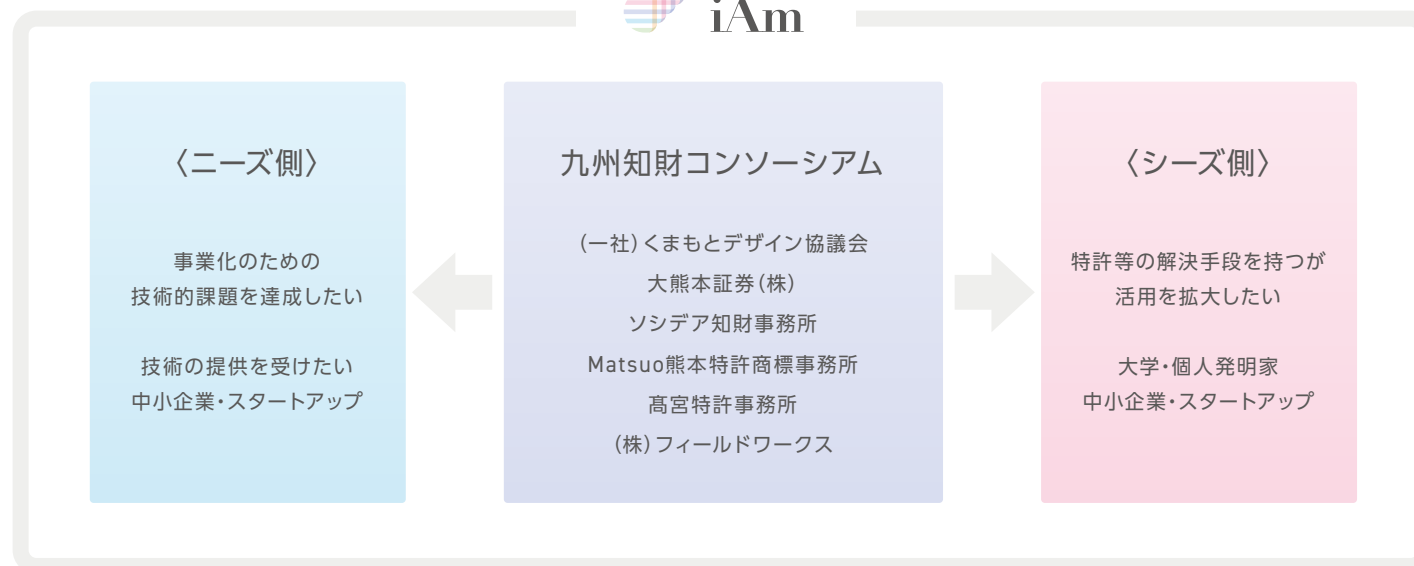 iAm
〈ニーズ側〉
事業化のための
技術的課題を達成したい
技術の提供を受けたい
中小企業・スタートアップ
九州知財コンソーシアム
(一社)くまもとデザイン協議会
大熊本証券(株)
ソシデア知財事務所
Matsuo熊本特許商標事務所
髙宮特許事務所
(株)フィールドワークス
〈シーズ側〉
特許等の解決手段を持つが
活用を拡大したい
大学・個人発明家
中小企業・スタートアップ